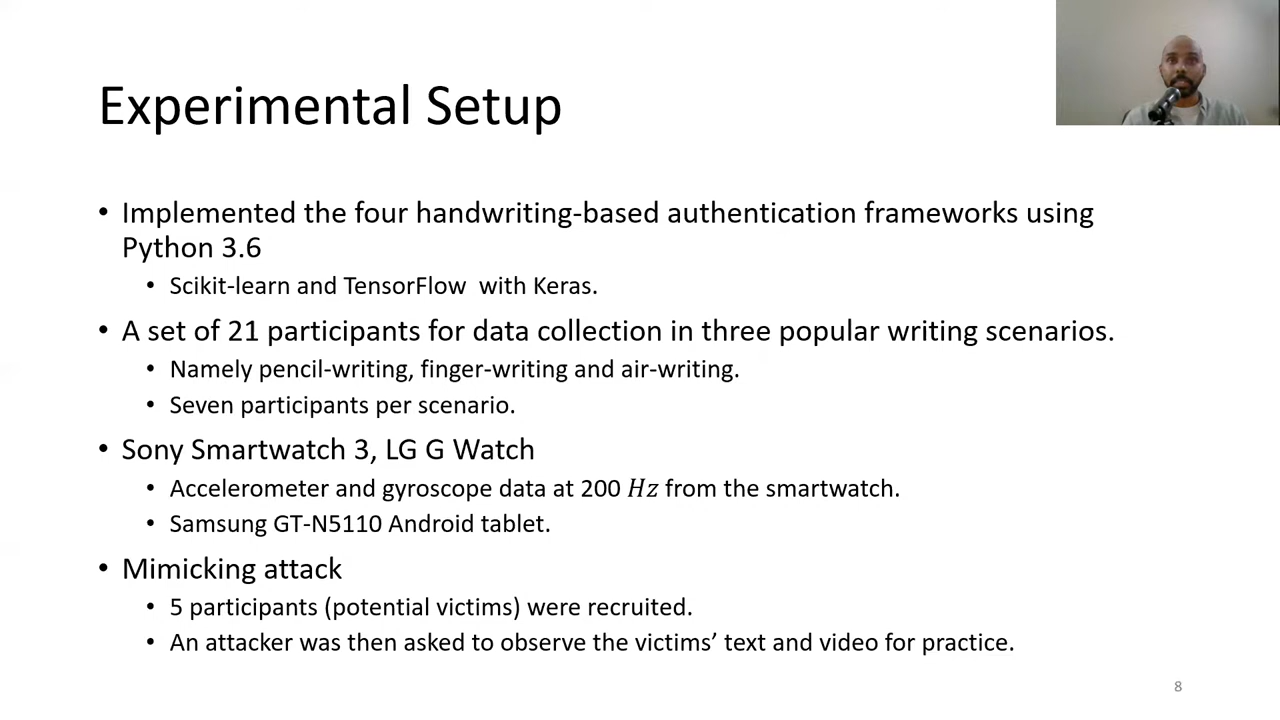 Experimental Setup
• Implemented the four handwriting-based authentication frameworks using
Python 3.6
• Scikit-learn and TensorFlow  with Keras.
• A set of 21 participants for data collection in three popular writing scenarios.
• Namely pencil-writing, finger-writing and air-writing.
• Seven participants per scenario.
• Sony Smartwatch 3, LG G Watch
• Accelerometer and gyroscope data at 200 Hz from the smartwatch.
• Samsung GT-N5110 Android tablet.
• Mimicking attack
• 5 participants (potential victims) were recruited.
• An attacker was then asked to observe the victims’ text and video for practice.
8